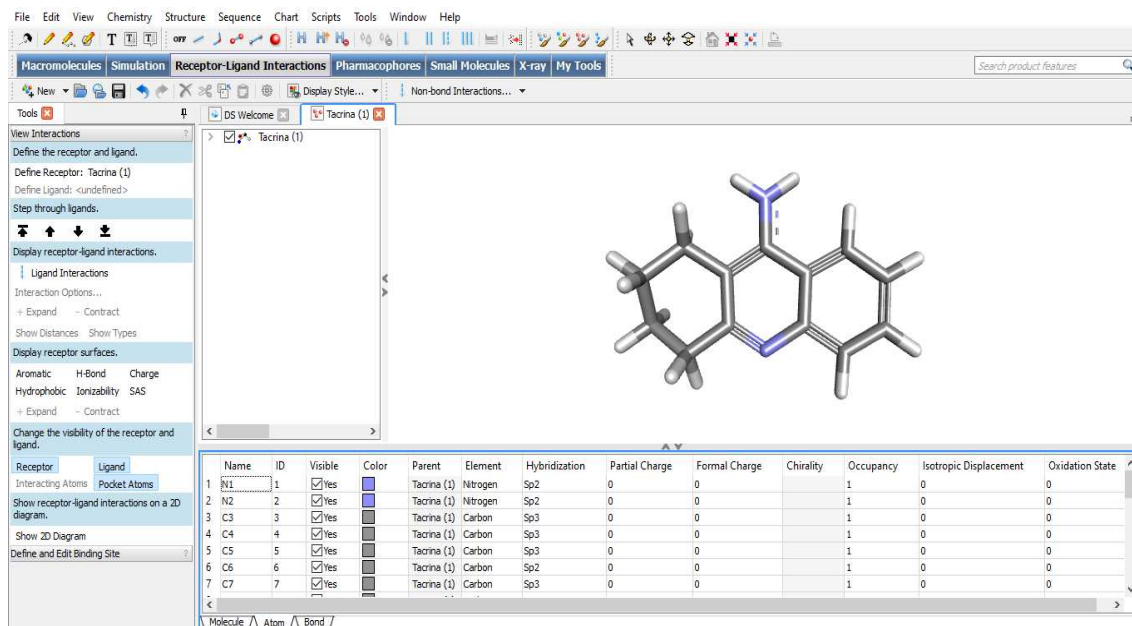 File Edit View Chemistry Structure Sequence Chart Scripts Tools Window Help
T T T OFF H H H
Macromolecules Simulation Receptor-Ligand Interactions Pharmacophores Small Molecules X-ray My Tools Search product features
New Display Style... Non-bond Interactions...
Tools DS Welcome Tacrina (1)
View Interactions ?
Tacrina (1)
Define the receptor and ligand.
Define Receptor: Tacrina (1)
Define Ligand: <undefined>
Step through ligands.
Display receptor-ligand interactions.
Ligand Interactions
Interaction Options...
+ Expand - Contract
Show Distances Show Types
Display receptor surfaces.
Aromatic H-Bond Charge
Hydrophobic Ionizability SAS
+ Expand - Contract
Change the visibility of the receptor and
ligand.
Receptor Ligand
Interacting Atoms Pocket Atoms
Show receptor-ligand interactions on a 2D
diagram.
Show 2D Diagram
Define and Edit Binding Site ?
Name ID Visible Color Parent Element Hybridization Partial Charge Formal Charge Chirality Occupancy Isotropic Displacement Oxidation State
1 N1 1 Yes Tacrina (1) Nitrogen Sp2 0 0 1 0 0
2 N2 2 Yes Tacrina (1) Nitrogen Sp2 0 0 1 0 0
3 C3 3 Yes Tacrina (1) Carbon Sp3 0 0 1 0 0
4 C4 4 Yes Tacrina (1) Carbon Sp3 0 0 1 0 0
5 C5 5 Yes Tacrina (1) Carbon Sp3 0 0 1 0 0
6 C6 6 Yes Tacrina (1) Carbon Sp2 0 0 1 0 0
7 C7 7 Yes Tacrina (1) Carbon Sp3 0 0 1 0 0
Molecule Atom Bond